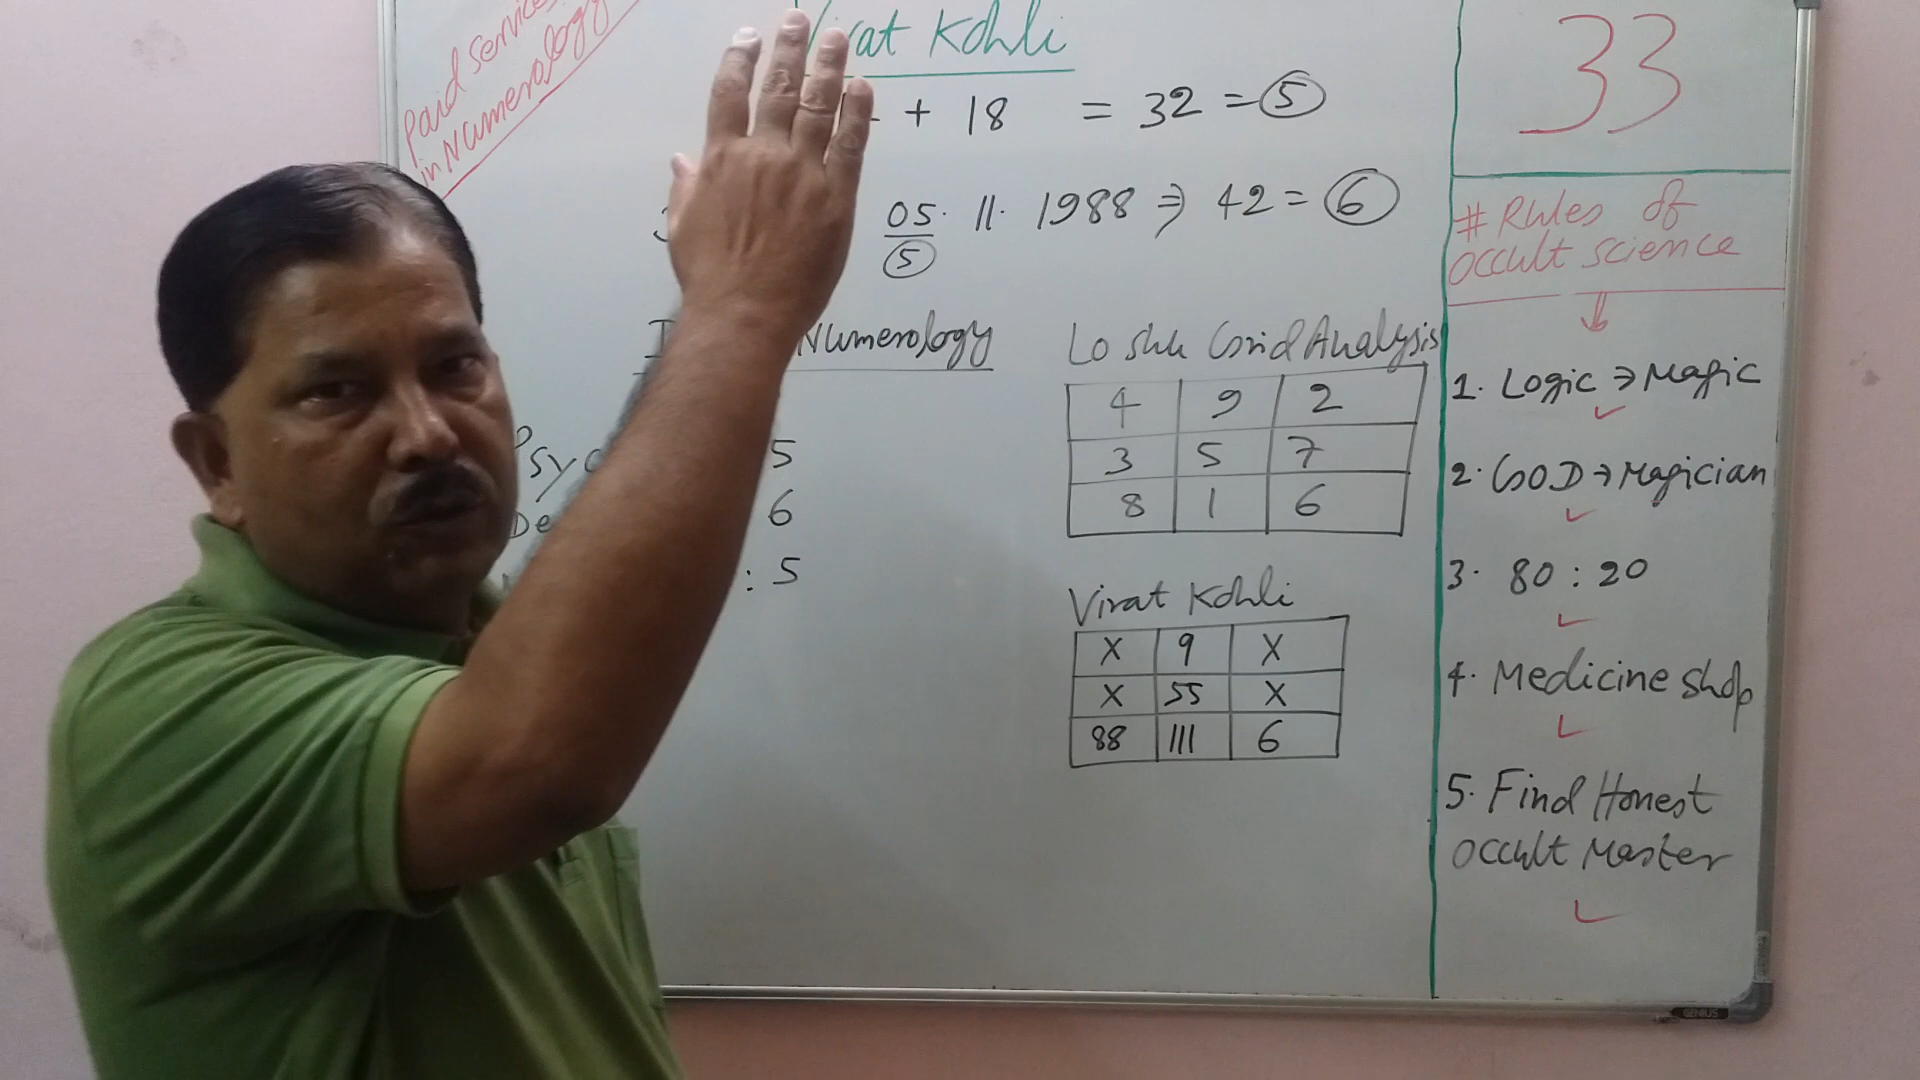 Paid services
in Numerology
Virat Kohli
+ 18 = 32 = 5
05. 11. 1988 ⇒ 42 = 6
5
Numerology
5
6
: 5
Lo shu Grid Analysis
4 9 2
3 5 7
8 1 6
Virat Kohli
X 9 X
X 55 X
88 111 6
33
# Rules of
occult science
1. Logic → Magic
2. GOD → Magician
3. 80 : 20
4. Medicine shop
5. Find Honest
occult Master
GENIUS